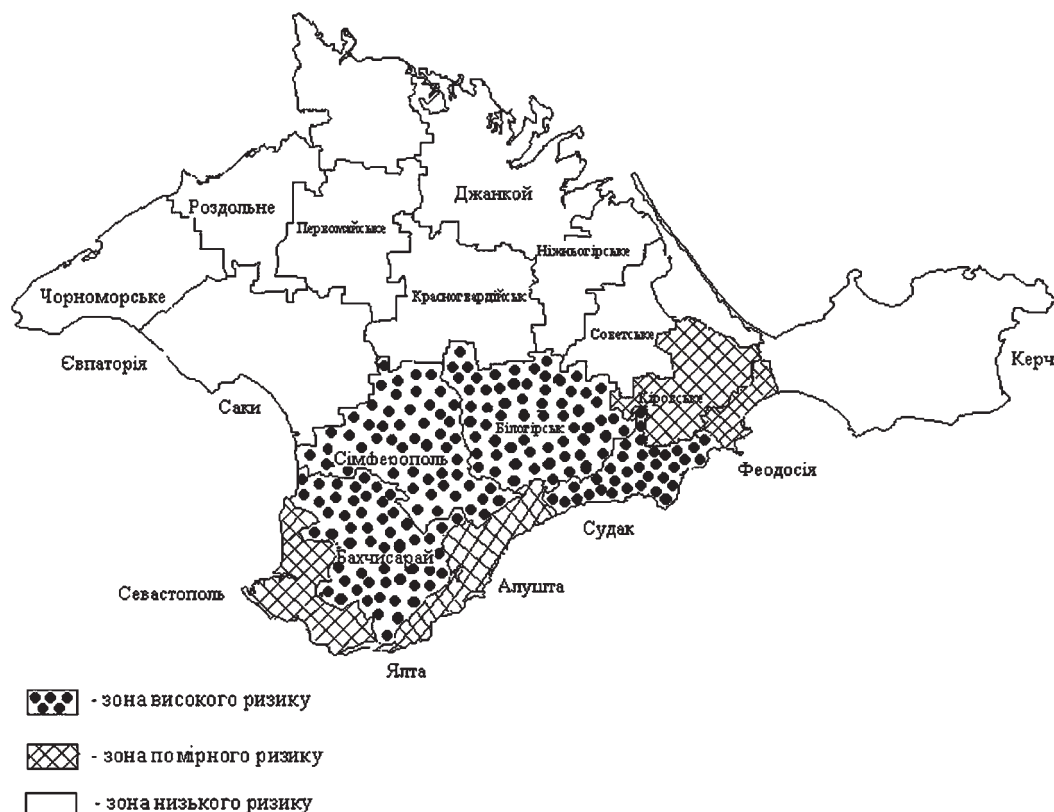 Джанкой
Роздольне
Первомайське
Ніжньогірське
Чорноморське
Красногвардійськ
Советське
Євпаторія
Керч
Саки
Кіровське
Білогірськ
Сімферополь
Феодосія
Судак
Бахчисарай
Севастополь
Алушта
Ялта
- зона високого ризику
- зона помірного ризику
- зона низького ризику